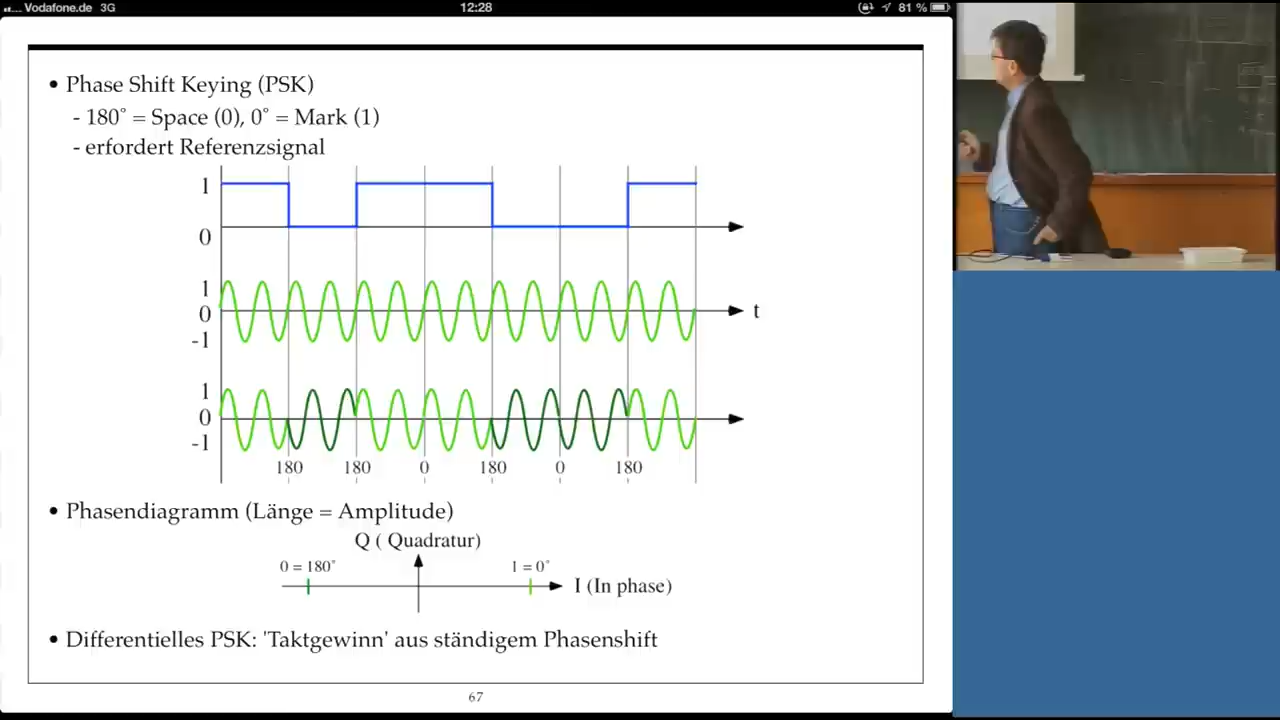 Vodafone.de 3G 12:28 81 %
• Phase Shift Keying (PSK)
- 180° = Space (0), 0° = Mark (1)
- erfordert Referenzsignal
1
0
1
0
-1
t
1
0
-1
180 180 0 180 0 180
• Phasendiagramm (Länge = Amplitude)
Q ( Quadratur)
0 = 180° 1 = 0°
I (In phase)
• Differentielles PSK: 'Taktgewinn' aus ständigem Phasenshift
67